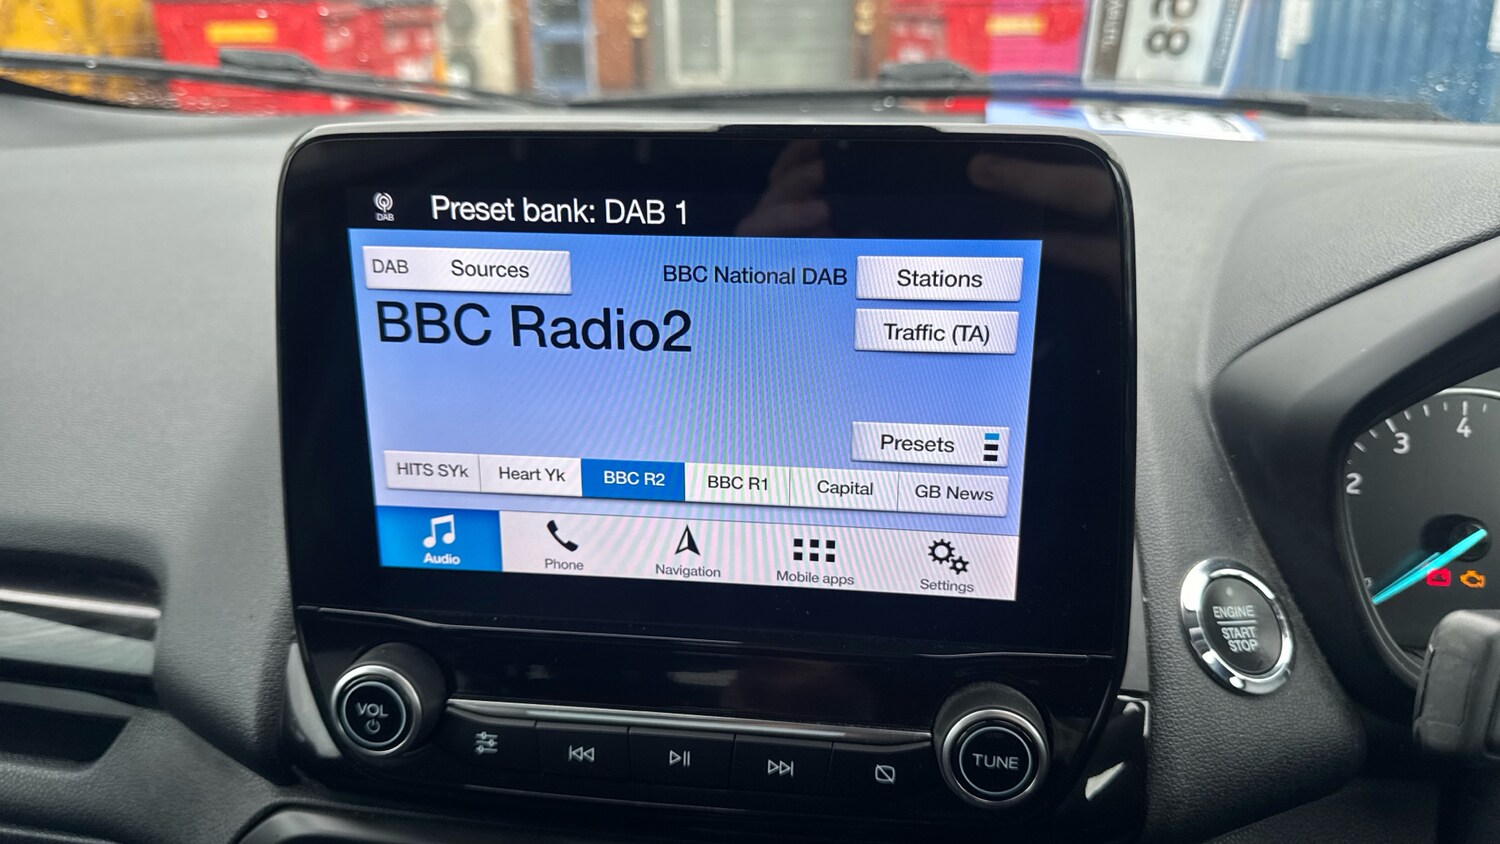 DAB
Preset bank: DAB 1
DAB Sources
BBC National DAB
Stations
BBC Radio2
Traffic (TA)
Presets
HITS SYk
Heart Yk
BBC R2
BBC R1
Capital
GB News
Audio
Phone
Navigation
Mobile apps
Settings
VOL
TUNE
ENGINE
START
STOP
2
3
4